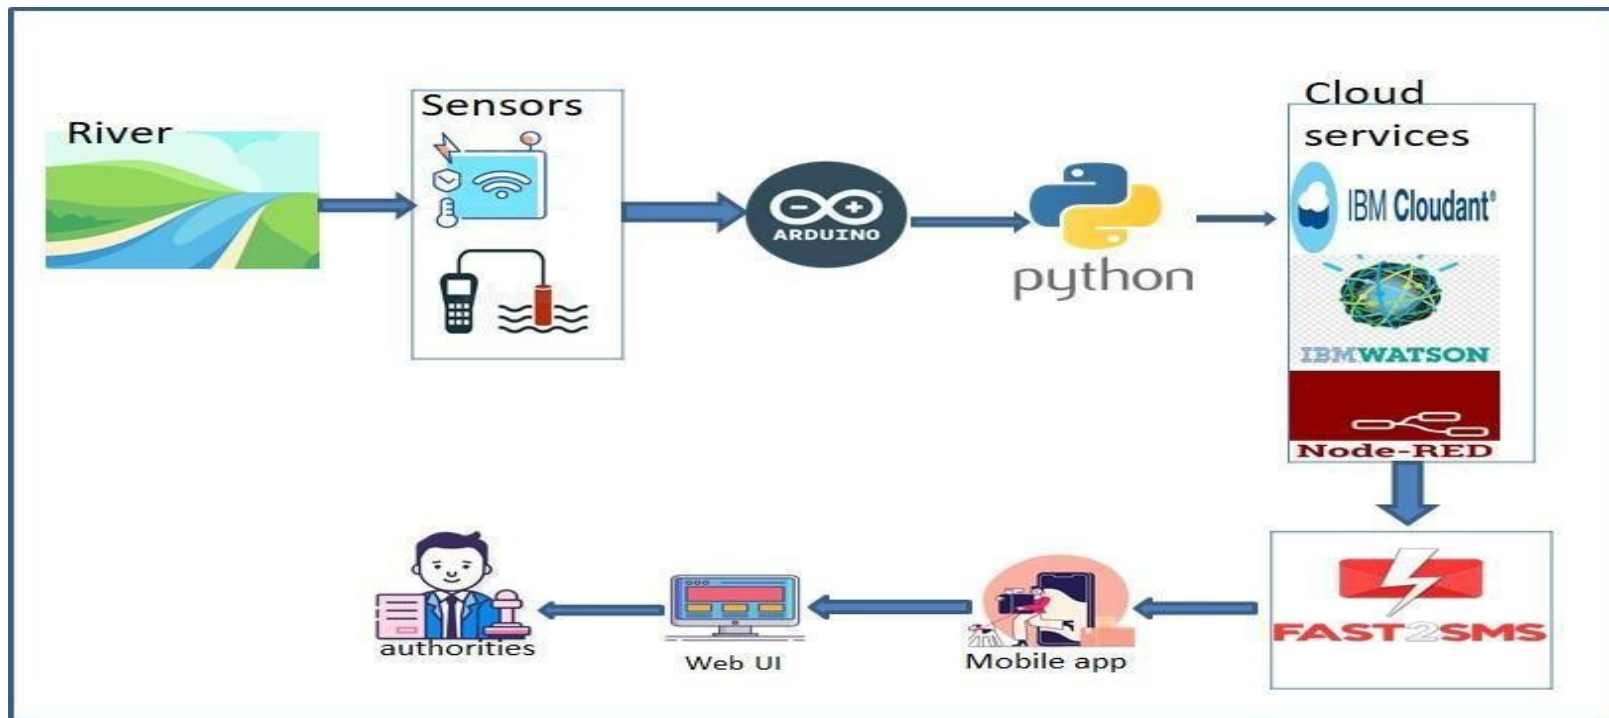 River
Sensors
ARDUINO
python
Cloud
services
IBM Cloudant®
IBMWATSON
Node-RED
FAST2SMS
Mobile app
Web UI
authorities